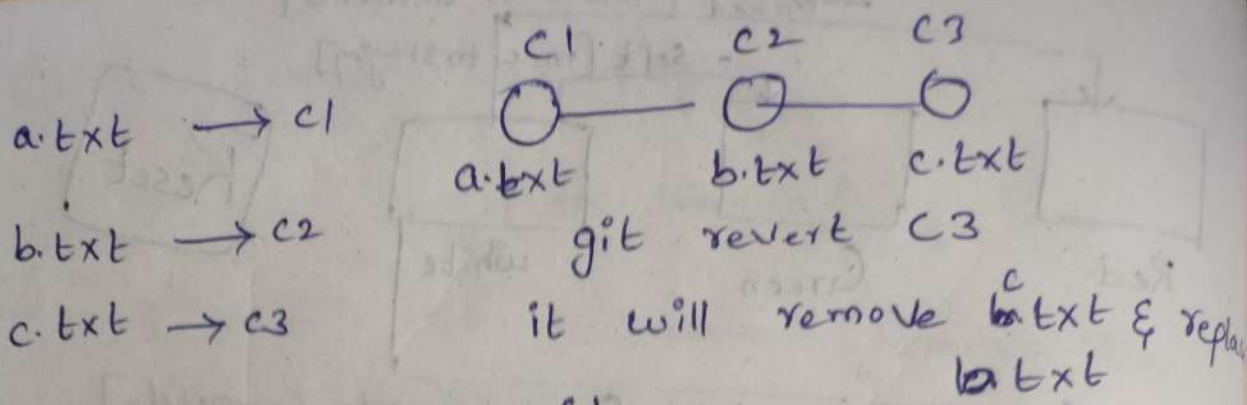 C1 C2 C3
a.txt → C1
a.txt b.txt c.txt
b.txt → C2
git revert C3
c.txt → C3
it will remove c.txt & repla
b.txt